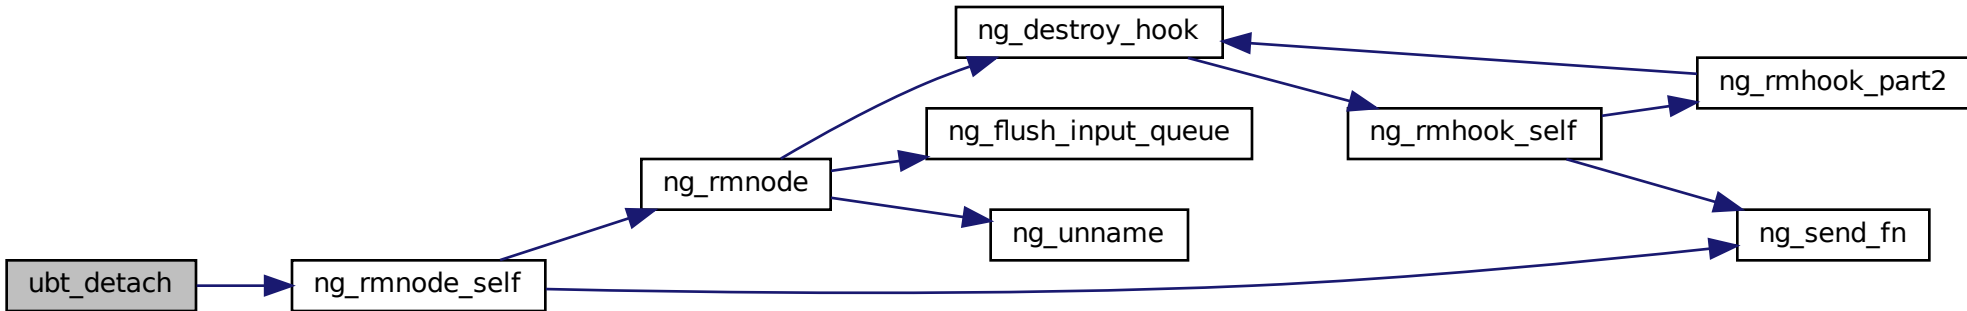 ng_destroy_hook
ng_rmhook_part2
ng_flush_input_queue
ng_rmhook_self
ng_rmnode
ng_unname
ng_send_fn
ubt_detach
ng_rmnode_self